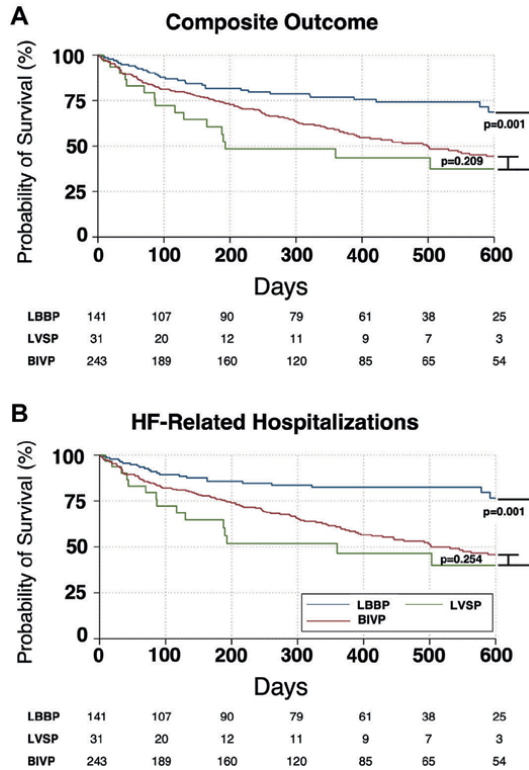 A
Composite Outcome
Probability of Survival (%)
100
75
50
25
0
p=0.001
p=0.209
0 100 200 300 400 500 600
Days
LBBP 141 107 90 79 61 38 25
LVSP 31 20 12 11 9 7 3
BIVP 243 189 160 120 85 65 54
B
HF-Related Hospitalizations
Probability of Survival (%)
100
75
50
25
0
p=0.001
p=0.254
LBBP LVSP
BIVP
0 100 200 300 400 500 600
Days
LBBP 141 107 90 79 61 38 25
LVSP 31 20 12 11 9 7 3
BIVP 243 189 160 120 85 65 54